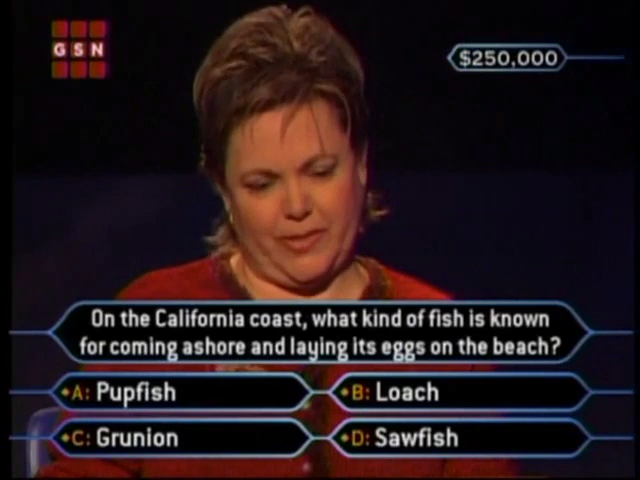 GSN
$250,000
On the California coast, what kind of fish is known
for coming ashore and laying its eggs on the beach?
A: Pupfish
B: Loach
C: Grunion
D: Sawfish